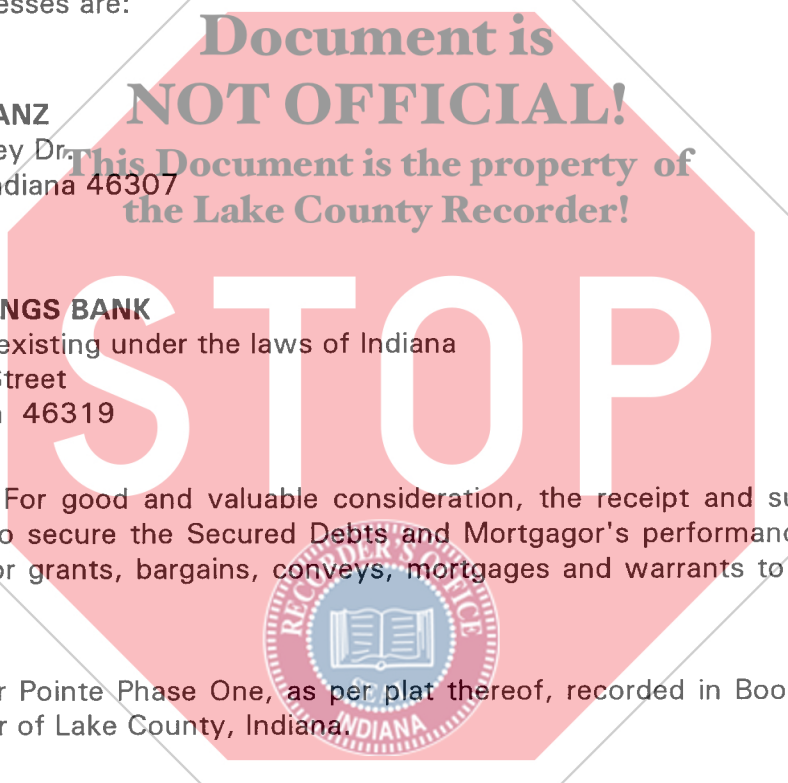 esses are:
Document is
NOT OFFICIAL!
ANZ
ey Dr.
This Document is the property of
ndiana 46307
the Lake County Recorder!
NGS BANK
existing under the laws of Indiana
Street
46319
STOP
For good and valuable consideration, the receipt and su
o secure the Secured Debts and Mortgagor's performanc
or grants, bargains, conveys, mortgages and warrants to
RECORDER'S OFFICE
INDIANA
r Pointe Phase One, as per plat thereof, recorded in Boo
r of Lake County, Indiana.